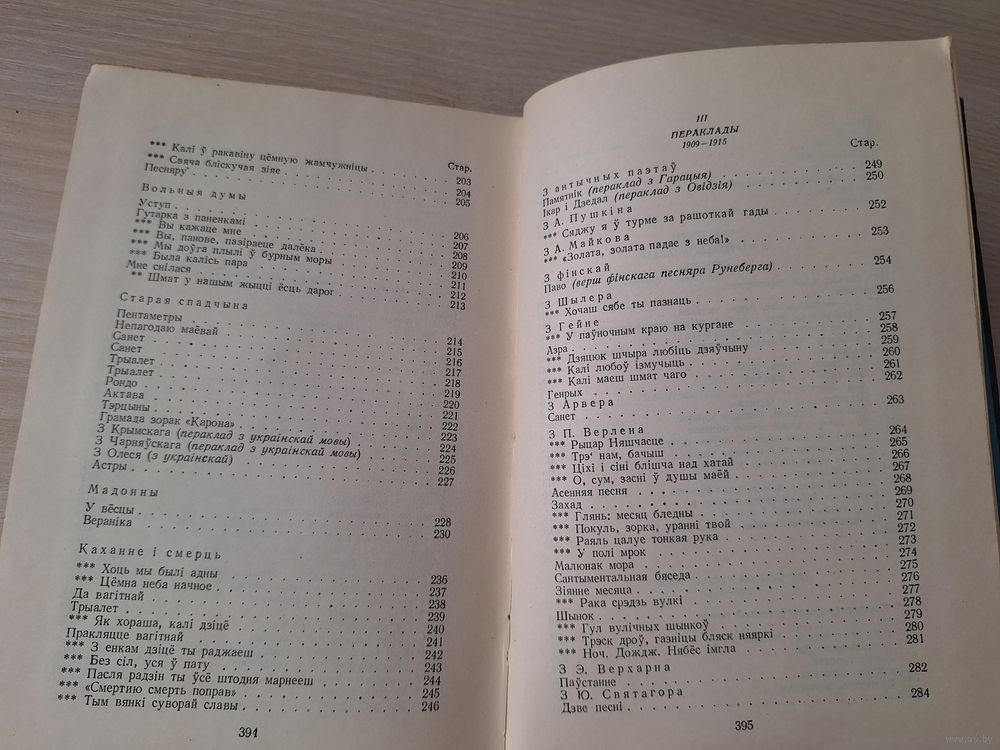 Стар.
*** Калі ў ракавіну цёмную жамчужніцы . . . 203
*** Свяча бліскучая зіяе . . . 204
Песняру . . . 205
Вольныя думы
Уступ . . . 206
Гутарка з паненкамі . . . 207
*** Вы кажаце мне . . . 208
*** Вы, панове, пазіраеце далёка . . . 209
*** Мы доўга плылі ў бурным моры . . . 210
*** Была калісь пара . . . 211
Мне снілася . . . 212
** Шмат у нашым жыцці ёсць дарог . . . 213
Старая спадчына
Пентаметры . . . 214
Непагодаю маёвай . . . 215
Санет . . . 216
Санет . . . 217
Трыалет . . . 218
Трыалет . . . 219
Рондо . . . 220
Актава . . . 221
Тэрцыны . . . 222
Грамада зорак «Карона» . . . 223
З Крымскага (пераклад з украінскай мовы) . . . 224
З Чарняўскага (пераклад з украінскай мовы) . . . 225
З Олеся (з украінскай) . . . 226
Астры . . . 227
Мадонны
У вёсцы . . . 228
Вераніка . . . 230
Каханне і смерць
*** Хоць мы былі адны . . . 236
*** Цёмна неба начное . . . 237
Да вагітнай . . . 238
Трыалет . . . 239
*** Як хораша, калі дзіцё . . . 240
Пракляцце вагітнай . . . 241
*** З енкам дзіцё ты раджаеш . . . 242
*** Без сіл, уся ў пату . . . 243
*** Пасля радзін ты ўсё штодня марнееш . . . 244
*** «Смертию смерть поправ» . . . 245
*** Тым вянкі суворай славы . . . 246
394
III
ПЕРАКЛАДЫ
1909—1915
Стар.
З антычных паэтаў
Памятнік (пераклад з Гарацыя) . . . 249
Ікар і Дзедал (пераклад з Овідзія) . . . 250
З А. Пушкіна
*** Сяджу я ў турме за рашоткай гады . . . 252
З А. Майкова
*** «Золата, золата падае з неба!» . . . 253
З фінскай
Паво (верш фінскага песняра Рунеберга) . . . 254
З Шылера
*** Хочаш сябе ты пазнаць . . . 256
З Гейне
*** У паўночным краю на кургане . . . 257
Азра . . . 258
*** Дзяцюк шчыра любіць дзяўчыну . . . 259
*** Калі любоў ізмучыць . . . 260
*** Калі маеш шмат чаго . . . 261
Генрых . . . 262
З Арвера
Санет . . . 263
З П. Верлена
*** Рыцар Няшчасце . . . 264
*** Трэ‘ нам, бачыш . . . 265
*** Ціхі і сіні блішча над хатай . . . 266
*** О, сум, засні ў душы маёй . . . 267
Асенняя песня . . . 268
Захад . . . 269
*** Глянь: месяц бледны . . . 270
*** Покуль, зорка, уранні твой . . . 271
*** Раяль цалуе тонкая рука . . . 272
*** У полі мрок . . . 273
Малюнак мора . . . 274
Сантыментальная бяседа . . . 275
Зіянне месяца . . . 276
*** Рака срэдзь вулкі . . . 277
Шынок . . . 278
*** Гул вулічных шынкоў . . . 279
*** Трэск дроў, газніцы бляск няяркі . . . 280
*** Ноч. Дождж. Нябёс імгла . . . 281
З Э. Верхарна
Паўстанне . . . 282
З Ю. Святагора
Дзве песні . . . 284
395
www.ay.by